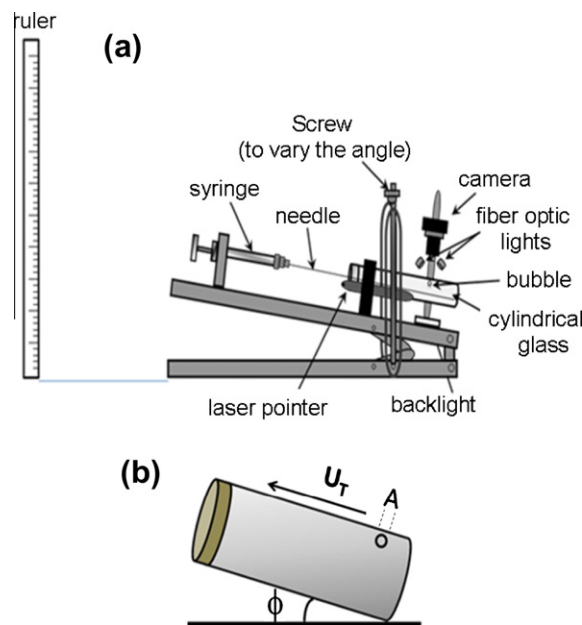 ruler
(a)
Screw
(to vary the angle)
camera
syringe
needle
fiber optic
lights
bubble
cylindrical
glass
laser pointer
backlight
(b)
U_T
A
Φ